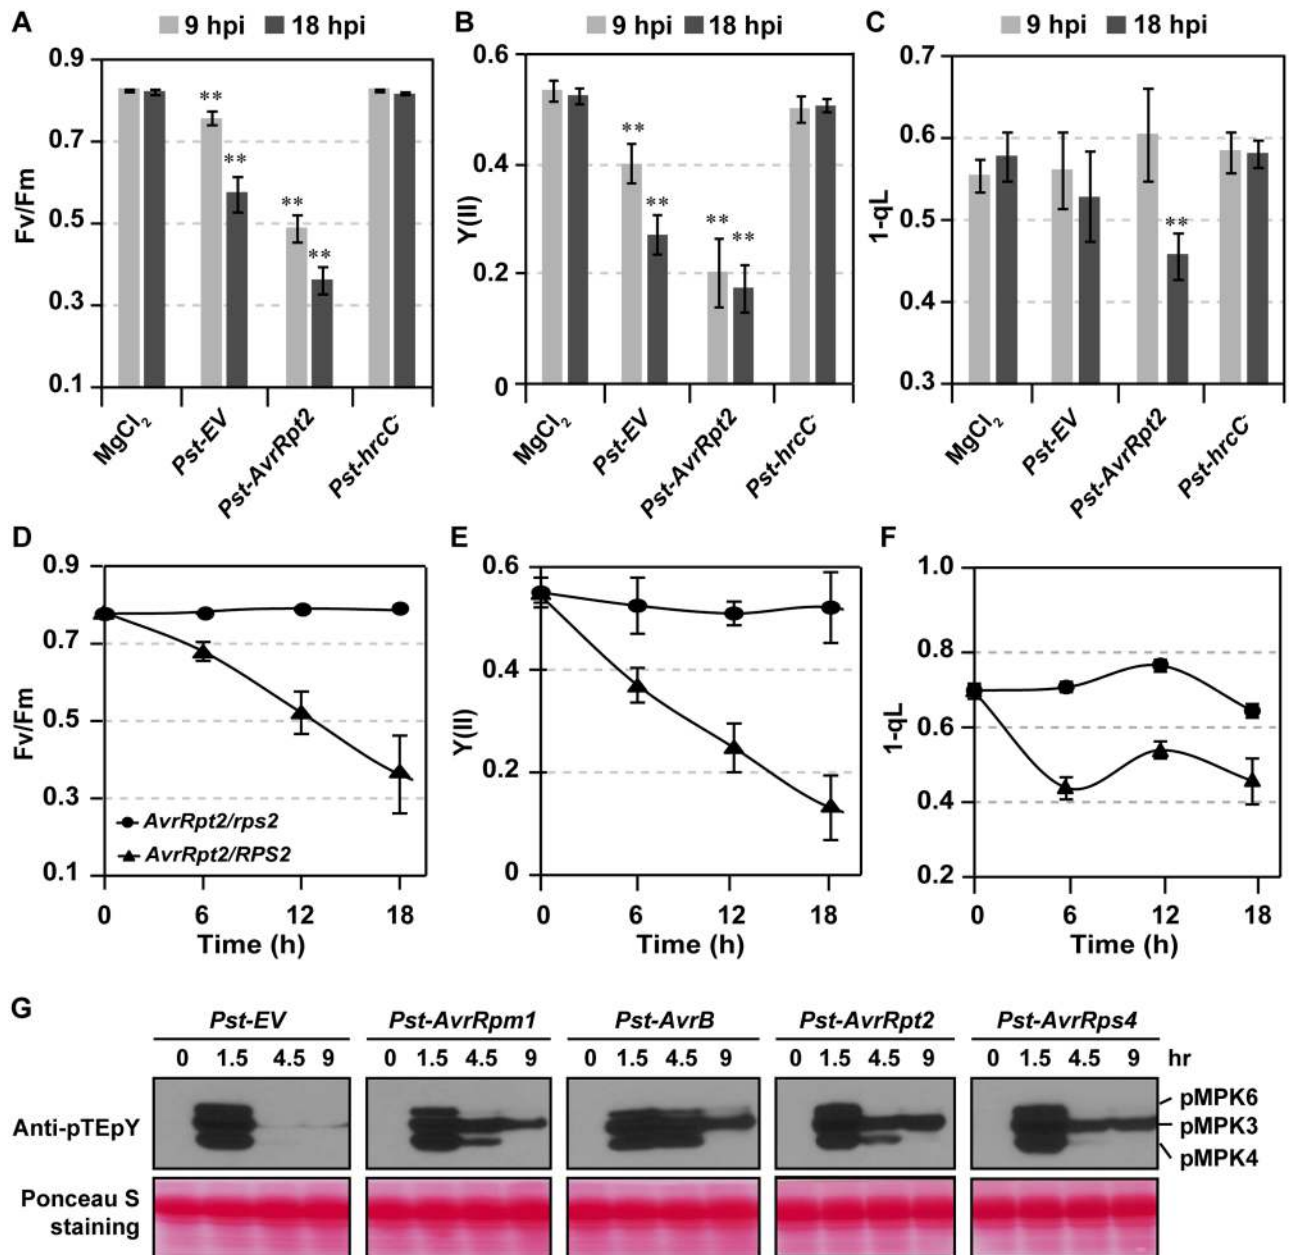 A
9 hpi 18 hpi
Fv/Fm
0.9
0.7
0.5
0.3
0.1
**
**
**
**
MgCl2
Pst-EV
Pst-AvrRpt2
Pst-hrcC-
B
9 hpi 18 hpi
Y(II)
0.6
0.4
0.2
0
**
**
**
**
MgCl2
Pst-EV
Pst-AvrRpt2
Pst-hrcC-
C
9 hpi 18 hpi
1-qL
0.7
0.6
0.5
0.4
0.3
**
MgCl2
Pst-EV
Pst-AvrRpt2
Pst-hrcC-
D
Fv/Fm
0.9
0.7
0.5
0.3
0.1
AvrRpt2/rps2
AvrRpt2/RPS2
0 6 12 18
Time (h)
E
Y(II)
0.6
0.4
0.2
0
0 6 12 18
Time (h)
F
1-qL
1.0
0.8
0.6
0.4
0.2
0 6 12 18
Time (h)
G
Pst-EV Pst-AvrRpm1 Pst-AvrB Pst-AvrRpt2 Pst-AvrRps4
0 1.5 4.5 9 0 1.5 4.5 9 0 1.5 4.5 9 0 1.5 4.5 9 0 1.5 4.5 9 hr
Anti-pTEpY
pMPK6
pMPK3
pMPK4
Ponceau S
staining